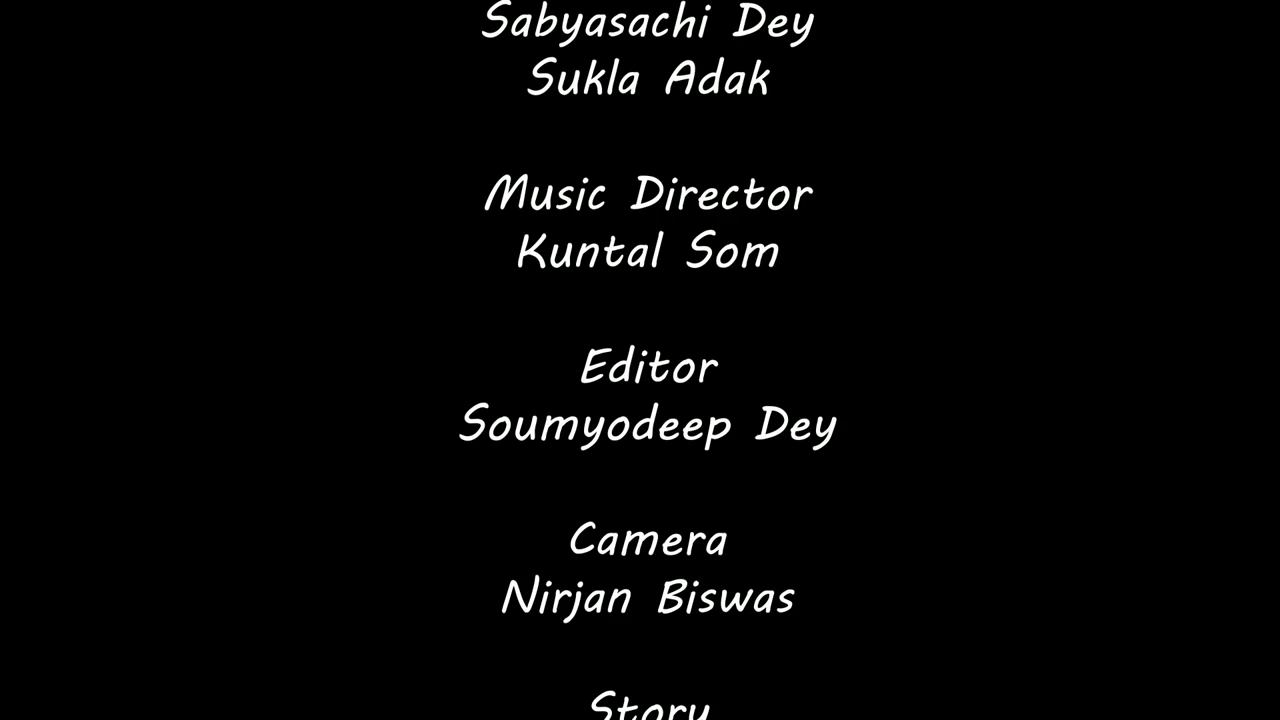 Sabyasachi Dey
Sukla Adak
Music Director
Kuntal Som
Editor
Soumyodeep Dey
Camera
Nirjan Biswas
Story